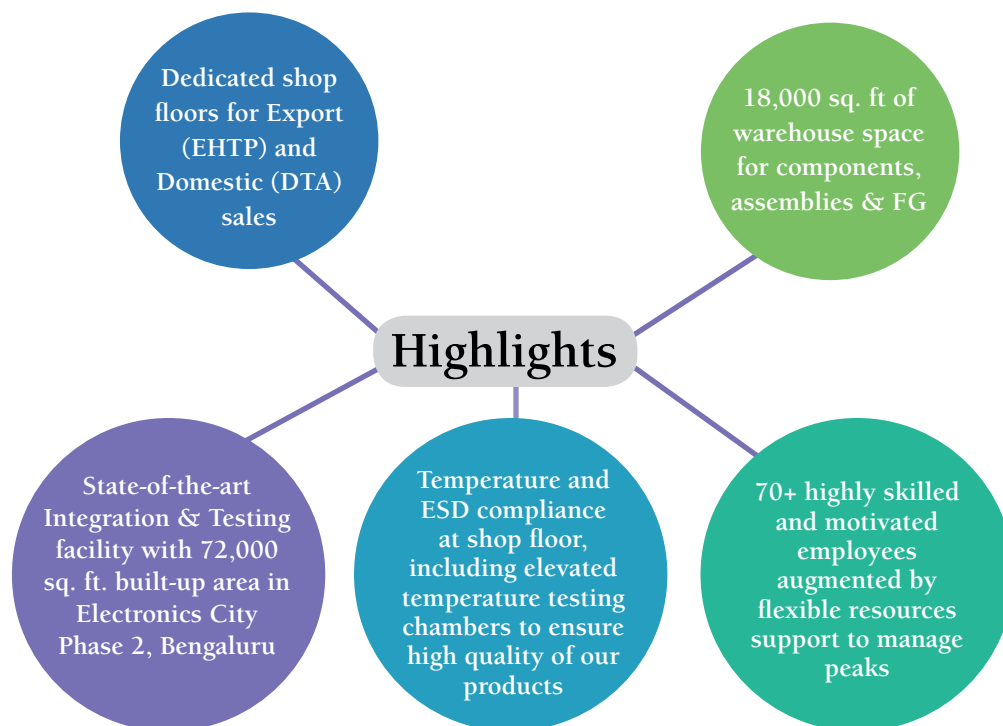 Dedicated shop
floors for Export
(EHTP) and
Domestic (DTA)
sales
18,000 sq. ft of
warehouse space
for components,
assemblies & FG
Highlights
State-of-the-art
Integration & Testing
facility with 72,000
sq. ft. built-up area in
Electronics City
Phase 2, Bengaluru
Temperature and
ESD compliance
at shop floor,
including elevated
temperature testing
chambers to ensure
high quality of our
products
70+ highly skilled
and motivated
employees
augmented by
flexible resources
support to manage
peaks